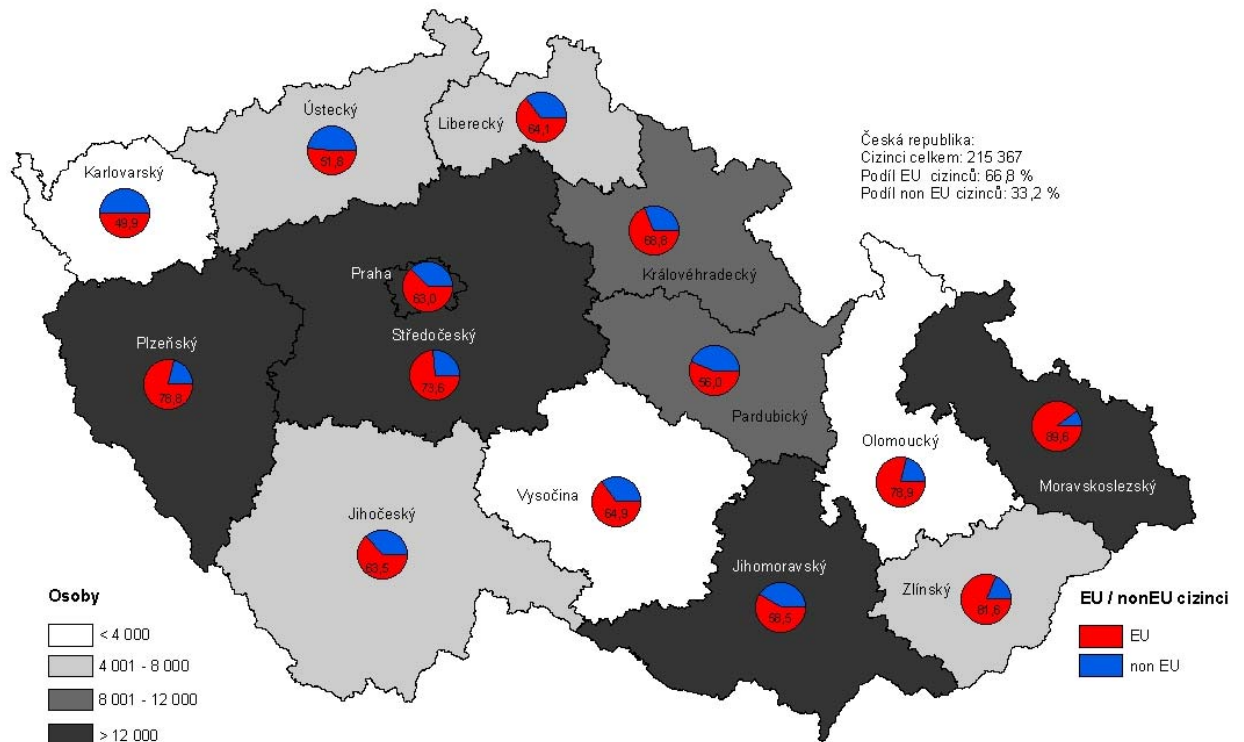 Ústecký
51,8
Liberecký
64,1
Karlovarský
49,9
Česká republika:
Cizinci celkem: 215 367
Podíl EU cizinců: 66,8 %
Podíl non EU cizinců: 33,2 %
68,8
Královéhradecký
Praha
63,0
Plzeňský
78,8
Středočeský
73,6
56,0
Pardubický
89,6
Moravskoslezský
Olomoucký
78,9
Vysočina
64,9
Jihočeský
63,5
Jihomoravský
58,5
Zlínský
81,6
Osoby
< 4 000
4 001 - 8 000
8 001 - 12 000
> 12 000
EU / nonEU cizinci
EU
non EU